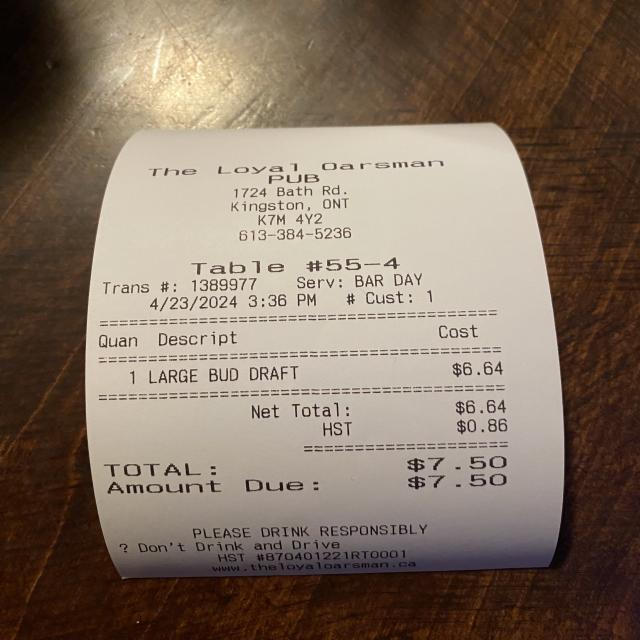 The Loyal Oarsman
PUB
1724 Bath Rd.
Kingston, ONT
K7M 4Y2
613-384-5236
Table #55-4
Trans #: 1389977 Serv: BAR DAY
4/23/2024 3:36 PM # Cust: 1
Quan Descript Cost
1 LARGE BUD DRAFT $6.64
Net Total: $6.64
HST $0.86
TOTAL: $7.50
Amount Due: $7.50
PLEASE DRINK RESPONSIBLY
? Don't Drink and Drive
HST #870401221RT0001
www.theloyaloarsman.ca